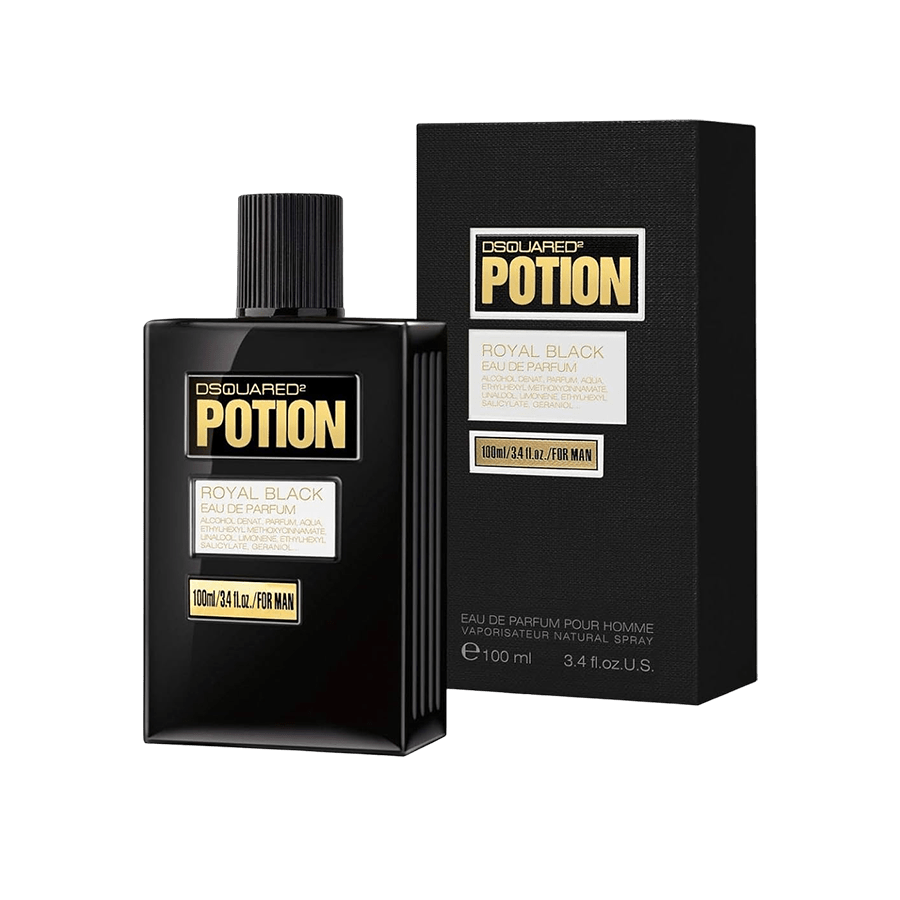 DSQUARED²
POTION
ROYAL BLACK
EAU DE PARFUM
ALCOHOL DENAT., PARFUM, AQUA,
ETHYLHEXYL METHOXYCINNAMATE,
LINALOOL, LIMONENE, ETHYLHEXYL
SALICYLATE, GERANIOL...
100ml/3.4 fl.oz./FOR MAN
DSQUARED²
POTION
ROYAL BLACK
EAU DE PARFUM
ALCOHOL DENAT., PARFUM, AQUA,
ETHYLHEXYL METHOXYCINNAMATE,
LINALOOL, LIMONENE, ETHYLHEXYL
SALICYLATE, GERANIOL...
100ml/3.4 fl.oz./FOR MAN
EAU DE PARFUM POUR HOMME
VAPORISATEUR NATURAL SPRAY
e 100 ml 3.4 fl.oz.U.S.